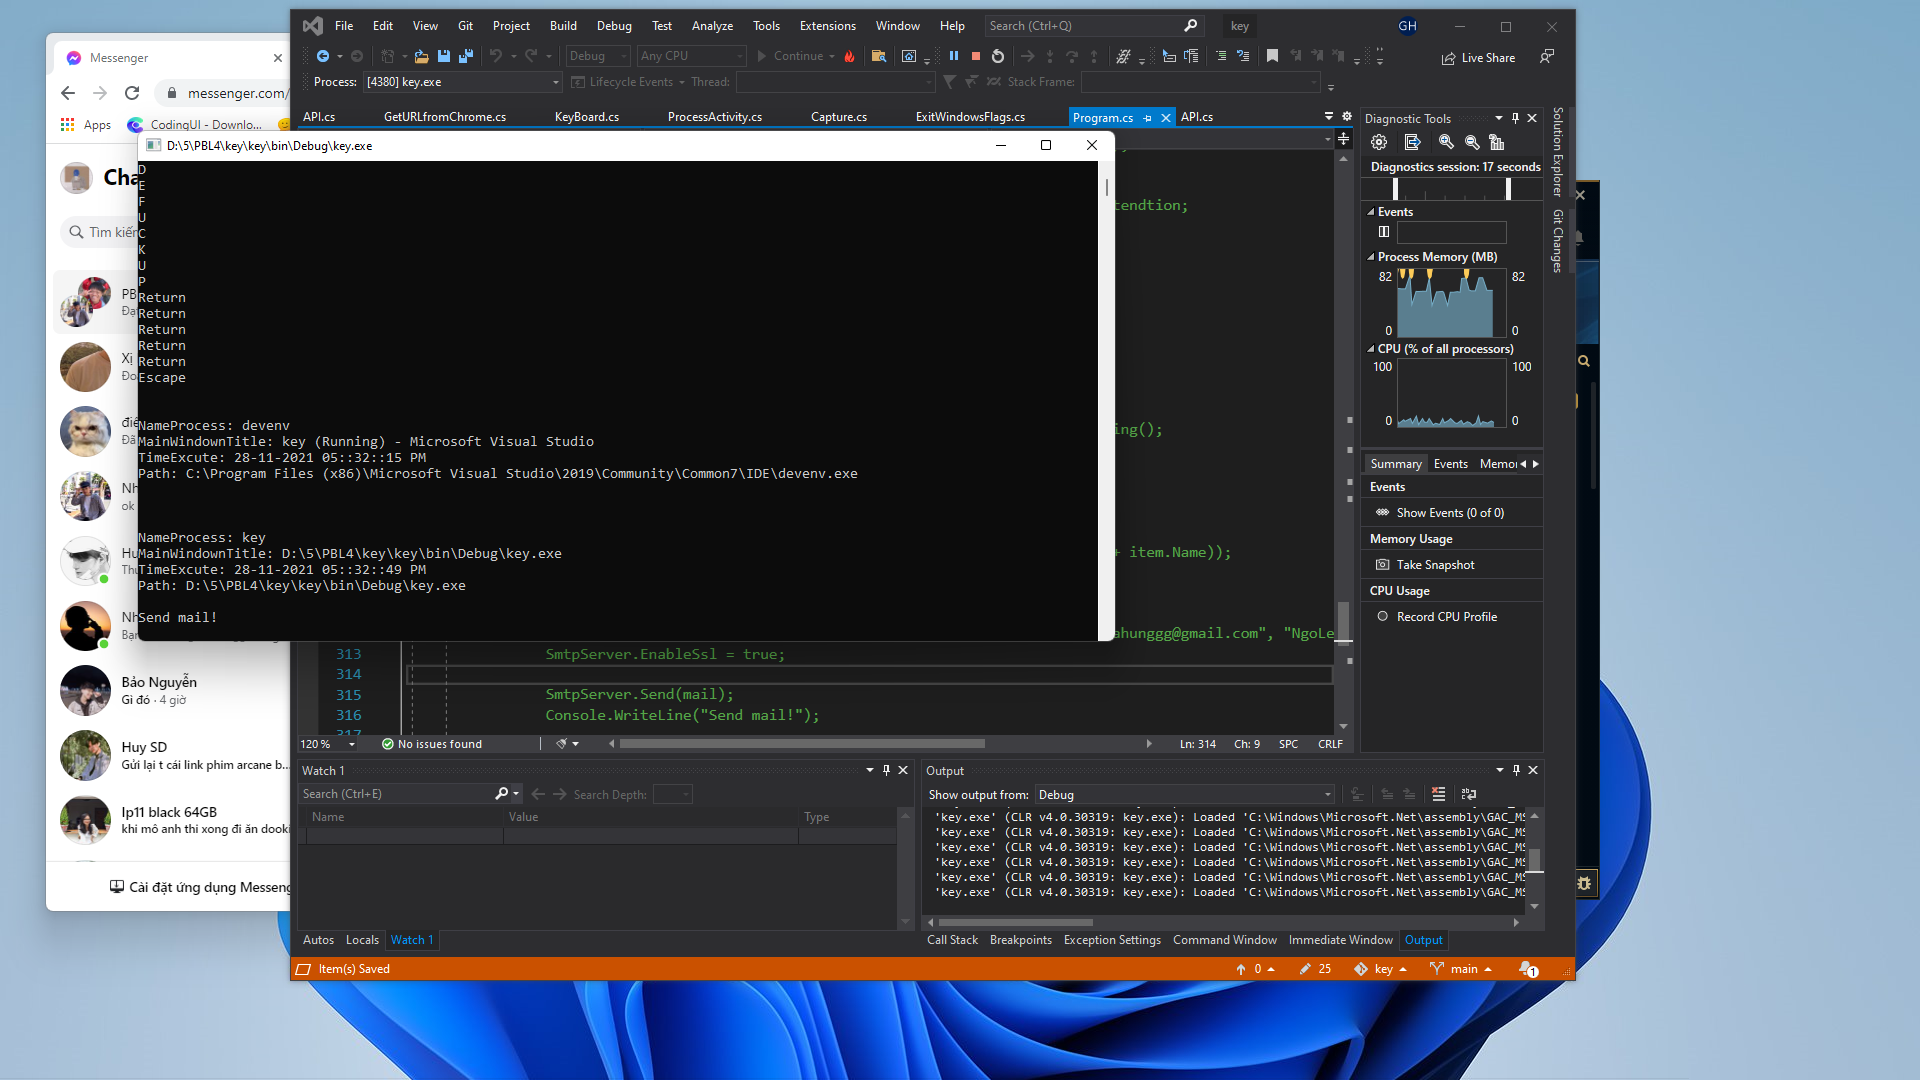 Messenger
messenger.com/
Apps
CodingUI - Downlo...
Cha
Tìm kiếm
PB
Đạt
Xị
Đoạ
điê
Đã
Nh
ok
Hu
Thu
Nh
Bạn
Bảo Nguyễn
Gì đó · 4 giờ
Huy SD
Gửi lại t cái link phim arcane b...
Ip11 black 64GB
khi mô anh thi xong đi ăn dooki
Cài đặt ứng dụng Messeng
File Edit View Git Project Build Debug Test Analyze Tools Extensions Window Help
Search (Ctrl+Q)
key
GH
Debug Any CPU Continue
Live Share
Process: [4380] key.exe Lifecycle Events Thread: Stack Frame:
API.cs GetURLfromChrome.cs KeyBoard.cs ProcessActivity.cs Capture.cs ExitWindowsFlags.cs Program.cs API.cs
D:\5\PBL4\key\key\bin\Debug\key.exe
D
E
F
U
C
K
U
P
Return
Return
Return
Return
Return
Escape
NameProcess: devenv
MainWindownTitle: key (Running) - Microsoft Visual Studio
TimeExcute: 28-11-2021 05::32::15 PM
Path: C:\Program Files (x86)\Microsoft Visual Studio\2019\Community\Common7\IDE\devenv.exe
NameProcess: key
MainWindownTitle: D:\5\PBL4\key\key\bin\Debug\key.exe
TimeExcute: 28-11-2021 05::32::49 PM
Path: D:\5\PBL4\key\key\bin\Debug\key.exe
Send mail!
tendtion;
ing();
+ item.Name));
ahunggg@gmail.com", "NgoLe
313 SmtpServer.EnableSsl = true;
314
315 SmtpServer.Send(mail);
316 Console.WriteLine("Send mail!");
317
120 % No issues found Ln: 314 Ch: 9 SPC CRLF
Diagnostic Tools
Diagnostics session: 17 seconds
Events
Process Memory (MB)
82 82
0 0
CPU (% of all processors)
100 100
0 0
Summary Events Memor
Events
Show Events (0 of 0)
Memory Usage
Take Snapshot
CPU Usage
Record CPU Profile
Solution Explorer
Git Changes
Watch 1
Search (Ctrl+E) Search Depth:
Name Value Type
Autos Locals Watch 1
Output
Show output from: Debug
'key.exe' (CLR v4.0.30319: key.exe): Loaded 'C:\Windows\Microsoft.Net\assembly\GAC_MS
'key.exe' (CLR v4.0.30319: key.exe): Loaded 'C:\Windows\Microsoft.Net\assembly\GAC_MS
'key.exe' (CLR v4.0.30319: key.exe): Loaded 'C:\Windows\Microsoft.Net\assembly\GAC_MS
'key.exe' (CLR v4.0.30319: key.exe): Loaded 'C:\Windows\Microsoft.Net\assembly\GAC_MS
'key.exe' (CLR v4.0.30319: key.exe): Loaded 'C:\Windows\Microsoft.Net\assembly\GAC_MS
'key.exe' (CLR v4.0.30319: key.exe): Loaded 'C:\Windows\Microsoft.Net\assembly\GAC_MS
Call Stack Breakpoints Exception Settings Command Window Immediate Window Output
Item(s) Saved 0 25 key main 1